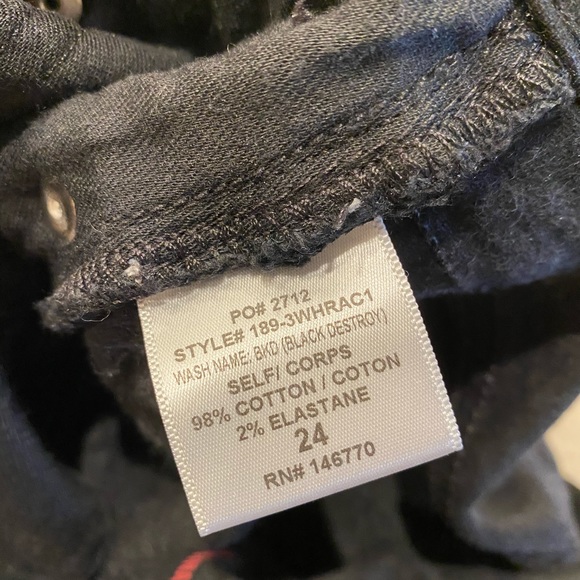 PO# 2712
STYLE# 189-3WHRAC1
WASH NAME: BKD (BLACK DESTROY)
SELF/ CORPS
98% COTTON / COTON
2% ELASTANE
24
RN# 146770